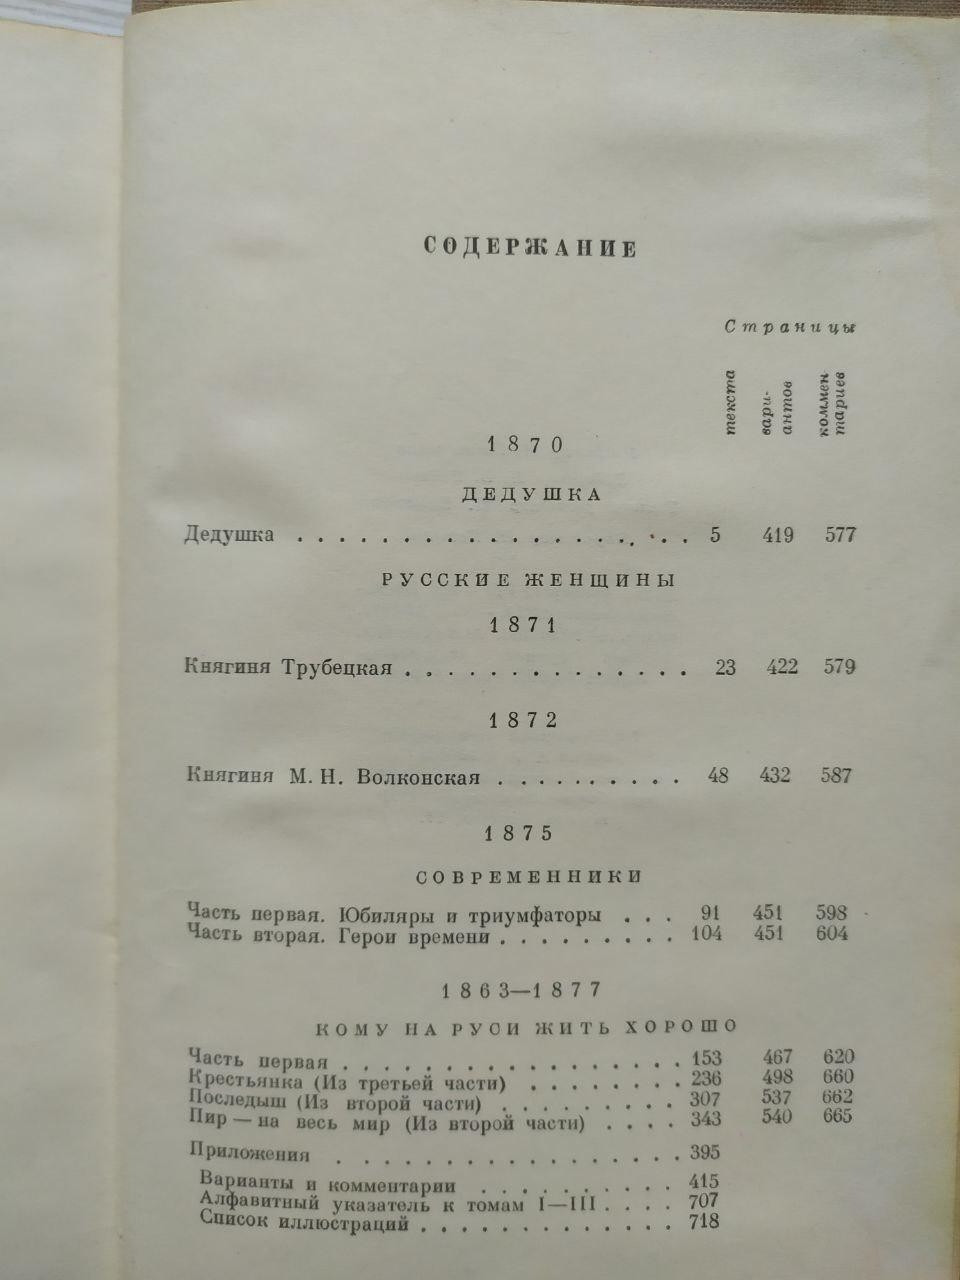 СОДЕРЖАНИЕ
Страницы
текста
вари-
антов
коммен
тариев
1870
ДЕДУШКА
Дедушка . . . . . . . . . . . . . . . . . . . 5 419 577
РУССКИЕ ЖЕНЩИНЫ
1871
Княгиня Трубецкая . . . . . . . . . . . . . . 23 422 579
1872
Княгиня М. Н. Волконская . . . . . . . . . 48 432 587
1875
СОВРЕМЕННИКИ
Часть первая. Юбиляры и триумфаторы . . . 91 451 598
Часть вторая. Герои времени . . . . . . . . . 104 451 604
1863—1877
КОМУ НА РУСИ ЖИТЬ ХОРОШО
Часть первая . . . . . . . . . . . . . . . . 153 467 620
Крестьянка (Из третьей части) . . . . . . . . 236 498 660
Последыш (Из второй части) . . . . . . . . . 307 537 662
Пир — на весь мир (Из второй части) . . . . 343 540 665
Приложения . . . . . . . . . . . . . . . . 395
Варианты и комментарии . . . . . . . . . . 415
Алфавитный указатель к томам I—III . . . . 707
Список иллюстраций . . . . . . . . . . . . . 718